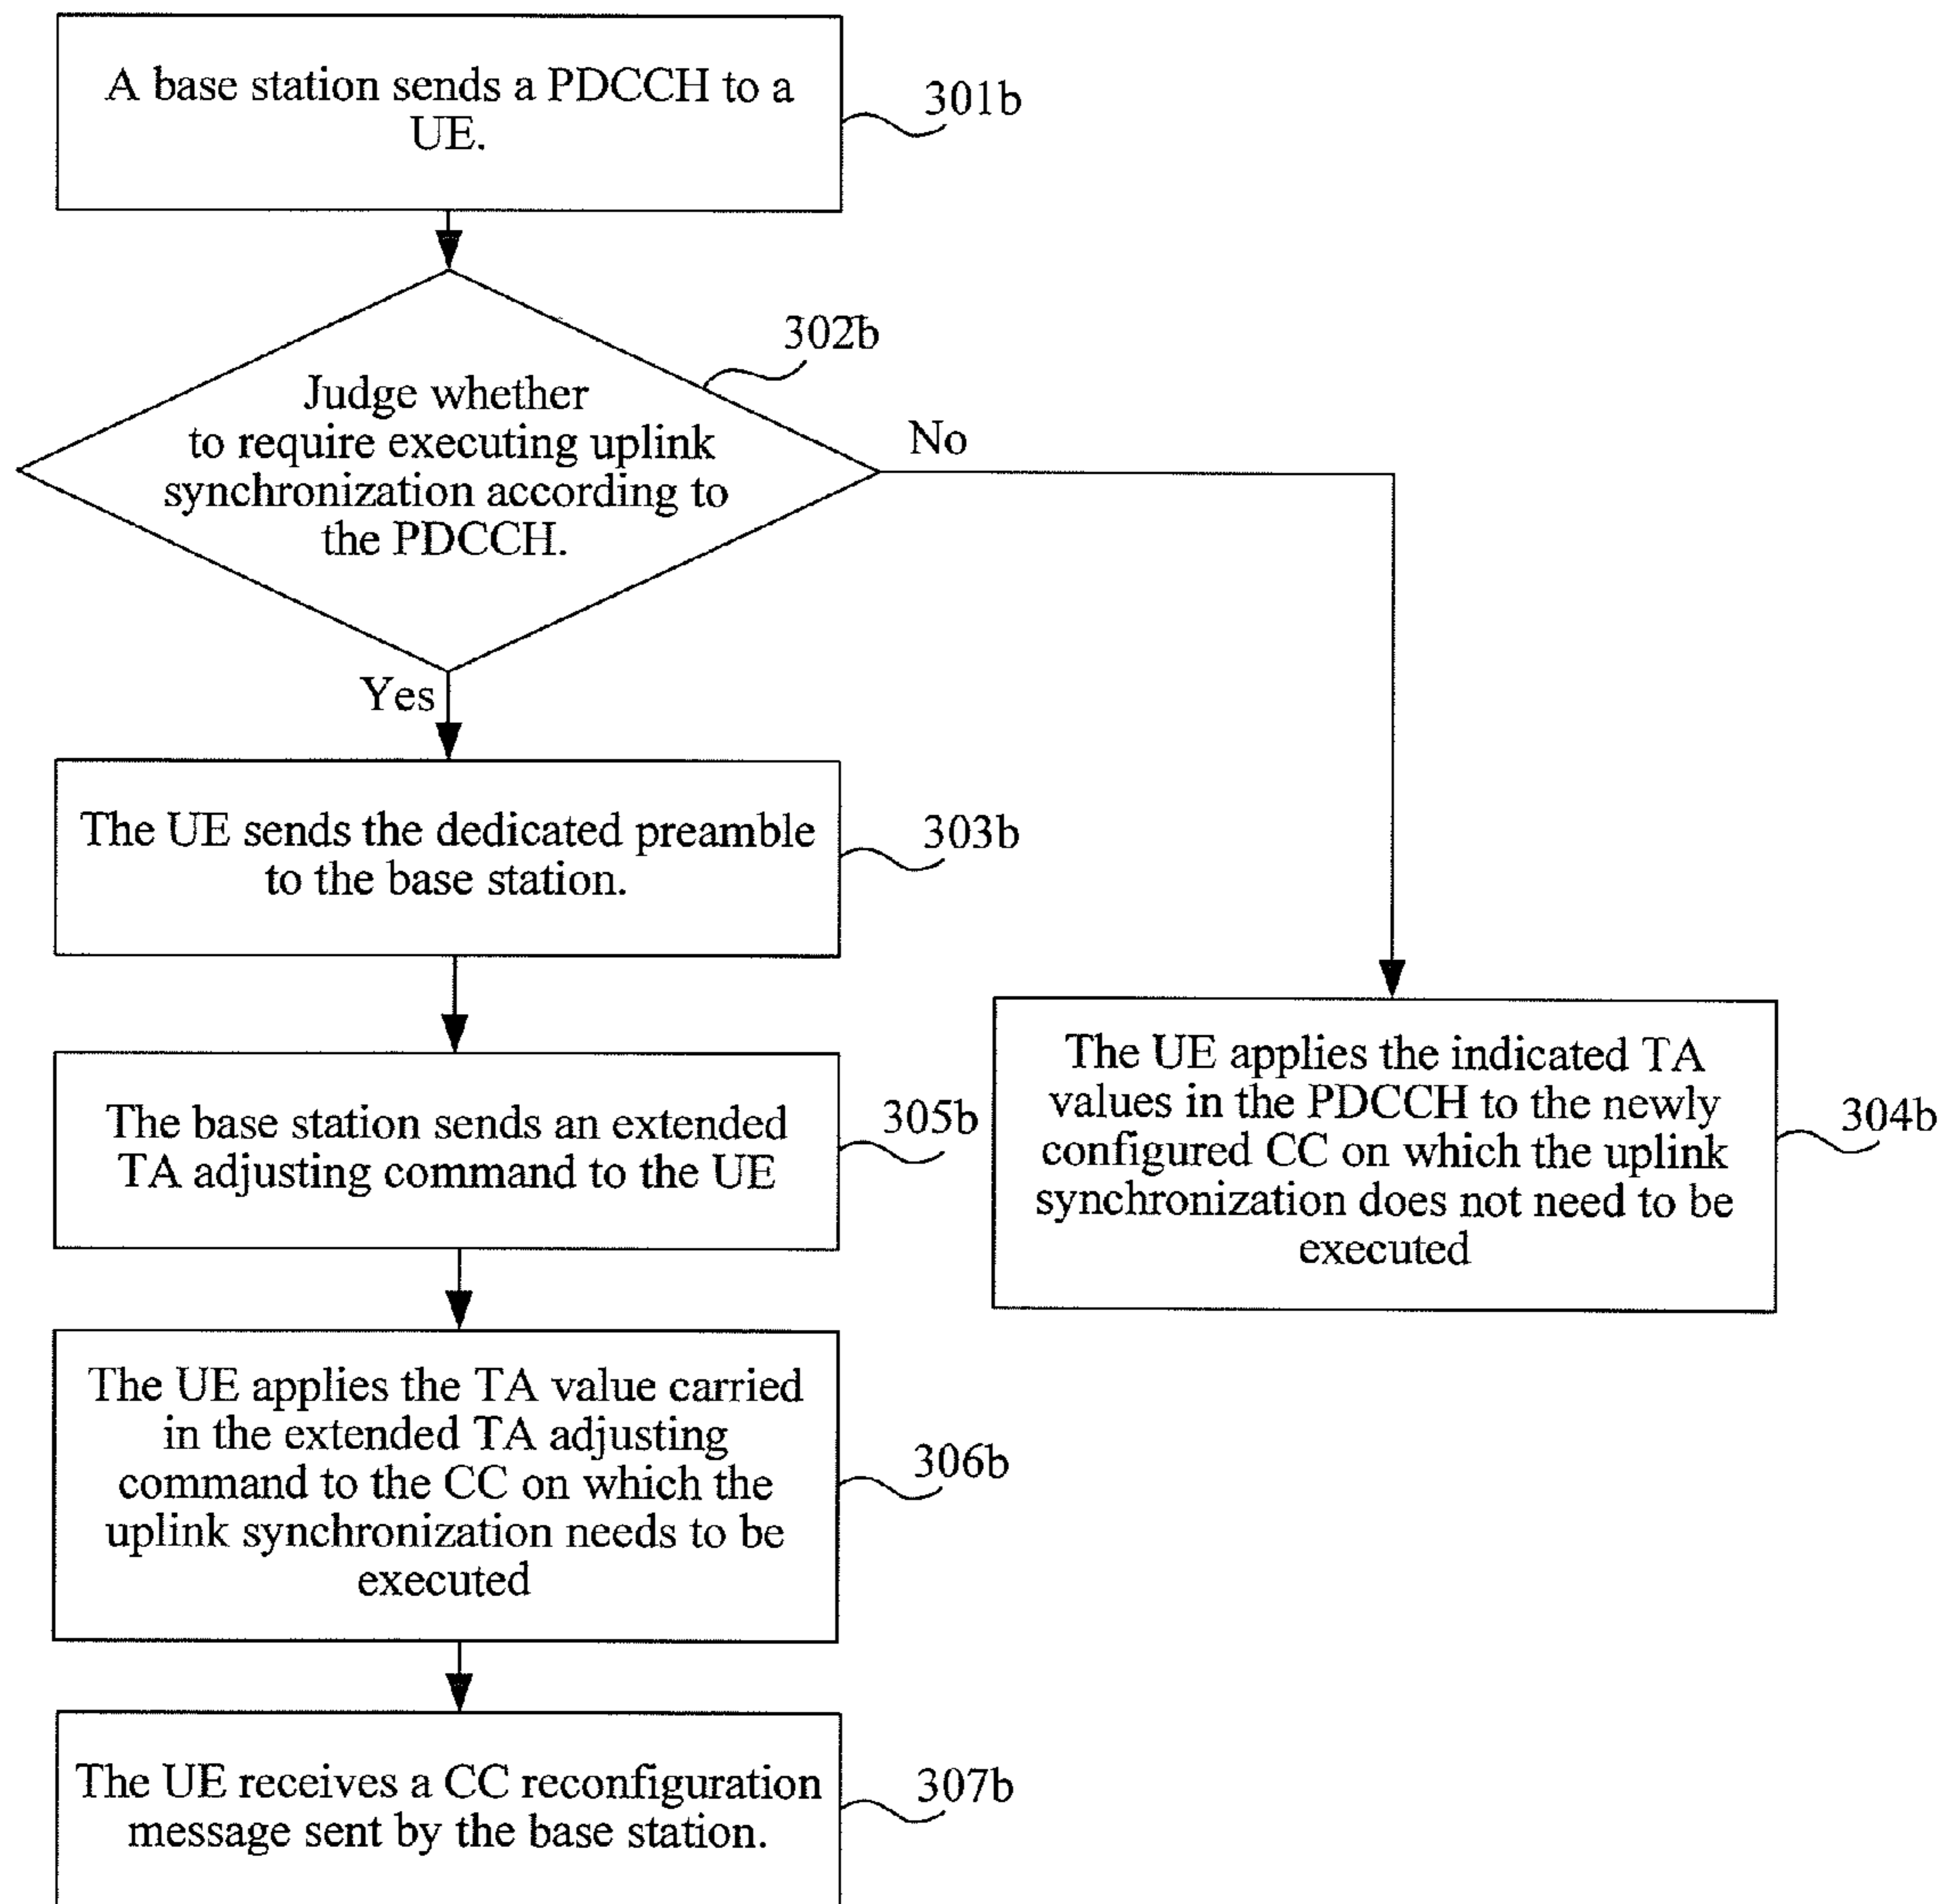 A base station sends a PDCCH to a
UE.
301b
302b
Judge whether
to require executing uplink
synchronization according to
the PDCCH.
No
Yes
The UE sends the dedicated preamble
to the base station.
303b
The base station sends an extended
TA adjusting command to the UE
305b
The UE applies the indicated TA
values in the PDCCH to the newly
configured CC on which the uplink
synchronization does not need to be
executed
304b
The UE applies the TA value carried
in the extended TA adjusting
command to the CC on which the
uplink synchronization needs to be
executed
306b
The UE receives a CC reconfiguration
message sent by the base station.
307b